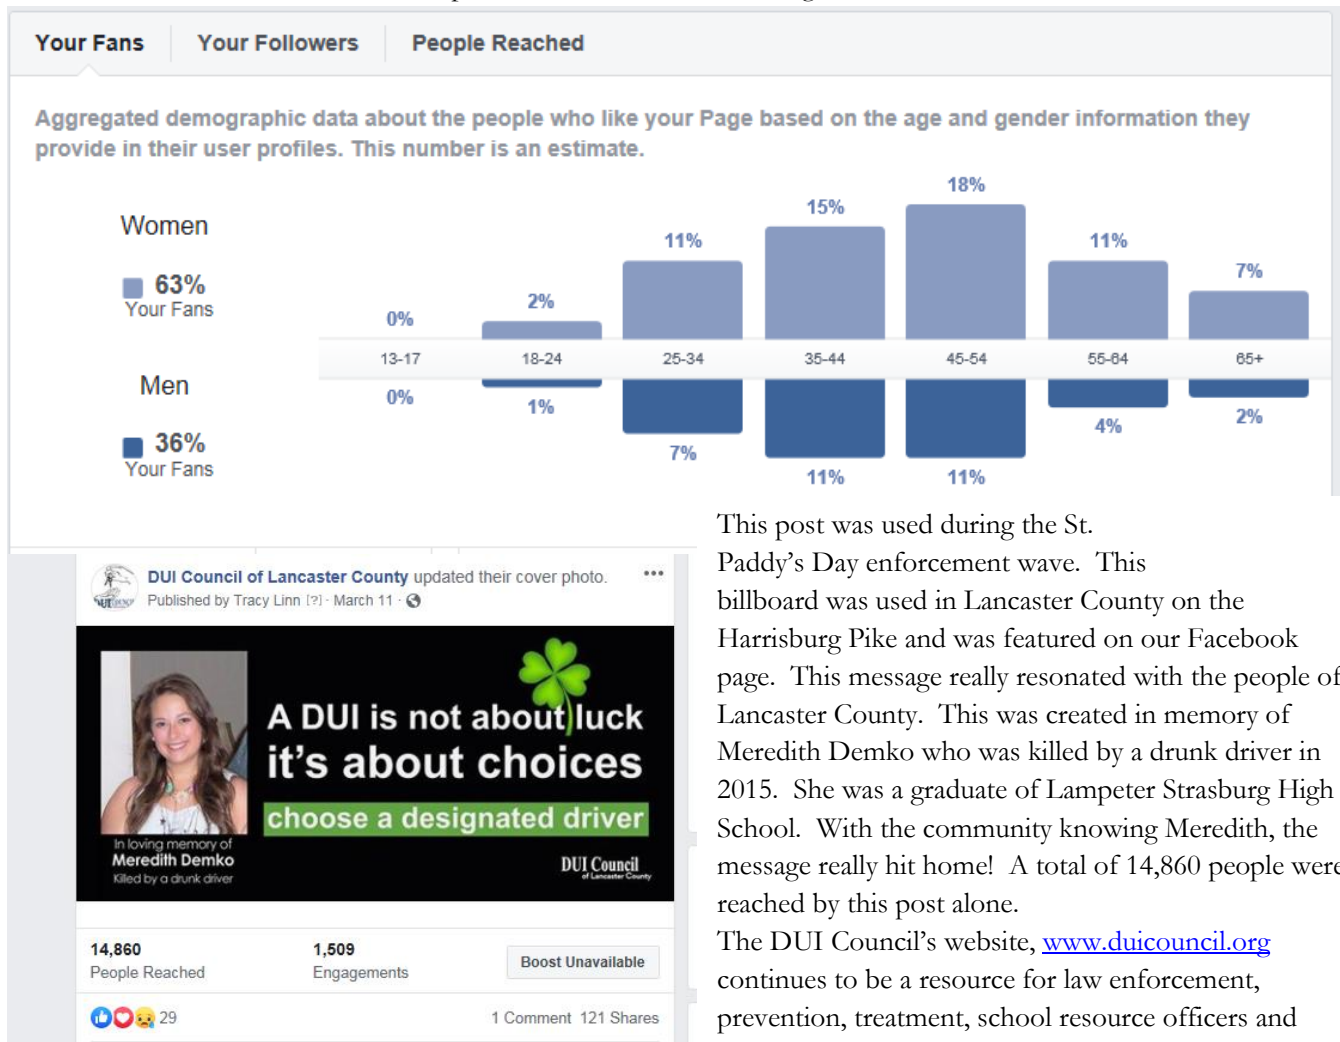 Your Fans Your Followers People Reached
Aggregated demographic data about the people who like your Page based on the age and gender information they
provide in their user profiles. This number is an estimate.
Women
63%
Your Fans
0% 2% 11% 15% 18% 11% 7%
13-17 18-24 25-34 35-44 45-54 55-64 65+
Men
36%
Your Fans
0% 1% 7% 11% 11% 4% 2%
DUI Council of Lancaster County updated their cover photo.
Published by Tracy Linn [?] · March 11 ·
A DUI is not about luck
it's about choices
choose a designated driver
In loving memory of
Meredith Demko
Killed by a drunk driver
DUI Council
of Lancaster County
14,860
People Reached
1,509
Engagements
Boost Unavailable
29
1 Comment 121 Shares
This post was used during the St.
Paddy’s Day enforcement wave. This
billboard was used in Lancaster County on the
Harrisburg Pike and was featured on our Facebook
page. This message really resonated with the people of
Lancaster County. This was created in memory of
Meredith Demko who was killed by a drunk driver in
2015. She was a graduate of Lampeter Strasburg High
School. With the community knowing Meredith, the
message really hit home! A total of 14,860 people were
reached by this post alone.
The DUI Council’s website, www.duicouncil.org
continues to be a resource for law enforcement,
prevention, treatment, school resource officers and